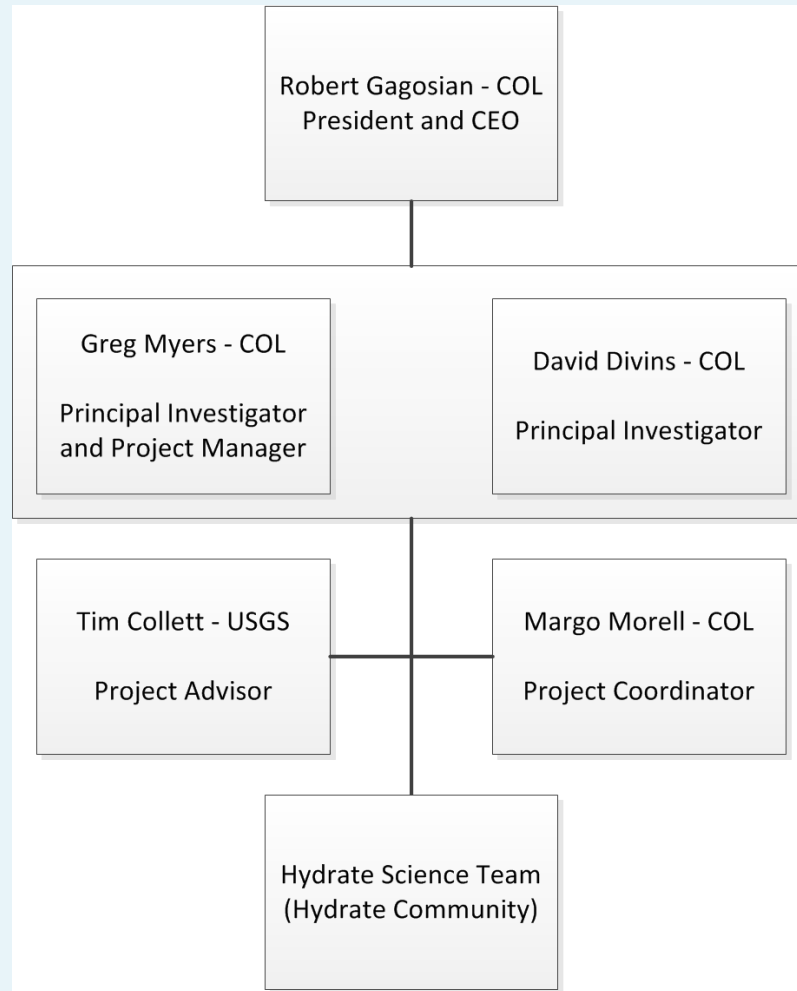 Robert Gagosian - COL
President and CEO
Greg Myers - COL
Principal Investigator
and Project Manager
David Divins - COL
Principal Investigator
Tim Collett - USGS
Project Advisor
Margo Morell - COL
Project Coordinator
Hydrate Science Team
(Hydrate Community)